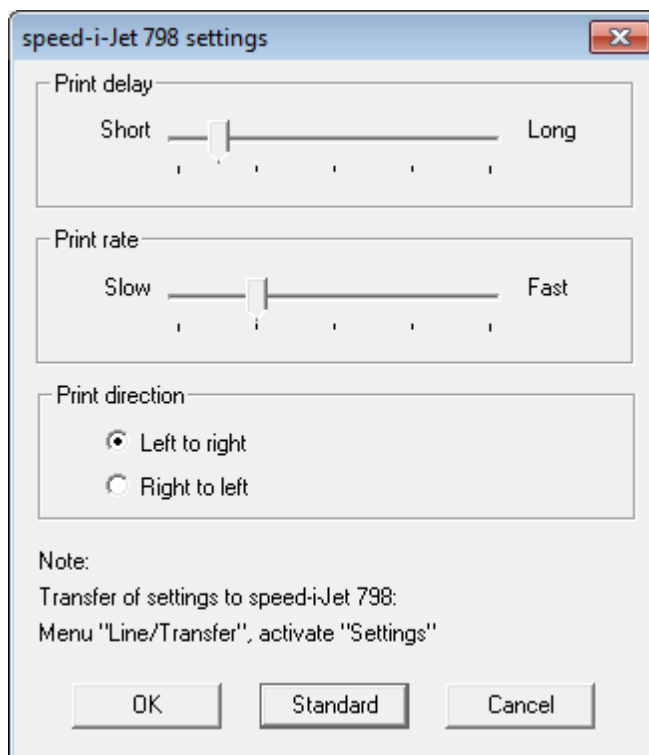 speed-i-Jet 798 settings
Print delay
Short Long
Print rate
Slow Fast
Print direction
Left to right
Right to left
Note:
Transfer of settings to speed-i-Jet 798:
Menu "Line/Transfer", activate "Settings"
OK Standard Cancel